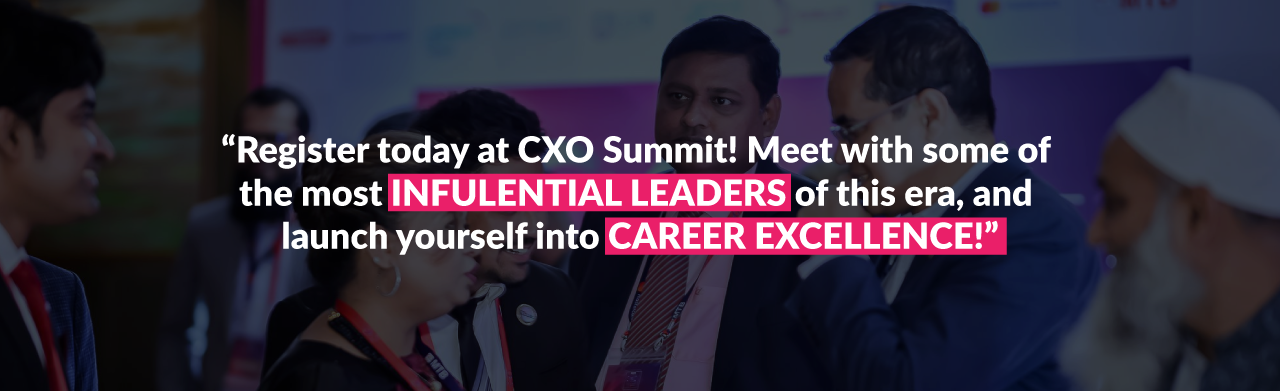 “Register today at CXO Summit! Meet with some of
the most INFULENTIAL LEADERS of this era, and
launch yourself into CAREER EXCELLENCE!”